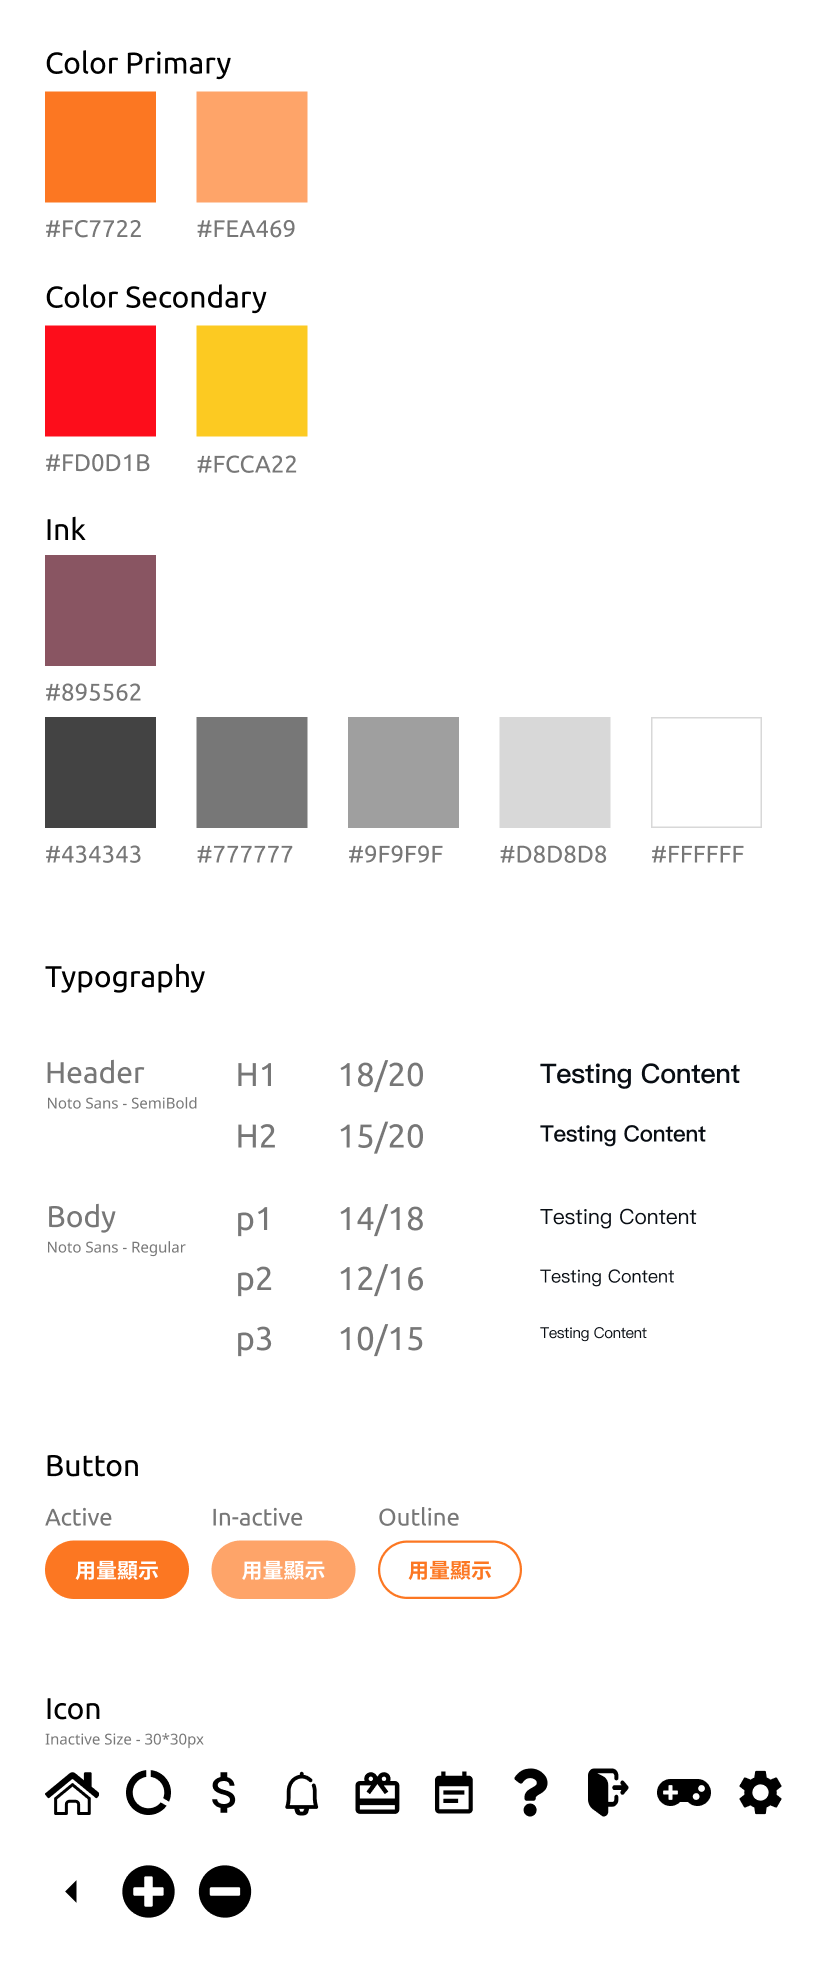 Color Primary
#FC7722 #FEA469
Color Secondary
#FD0D1B #FCCA22
Ink
#895562
#434343 #777777 #9F9F9F #D8D8D8 #FFFFFF
Typography
Header H1 18/20 Testing Content
Noto Sans - SemiBold
H2 15/20 Testing Content
Body p1 14/18 Testing Content
Noto Sans - Regular
p2 12/16 Testing Content
p3 10/15 Testing Content
Button
Active In-active Outline
用量顯示 用量顯示 用量顯示
Icon
Inactive Size - 30*30px